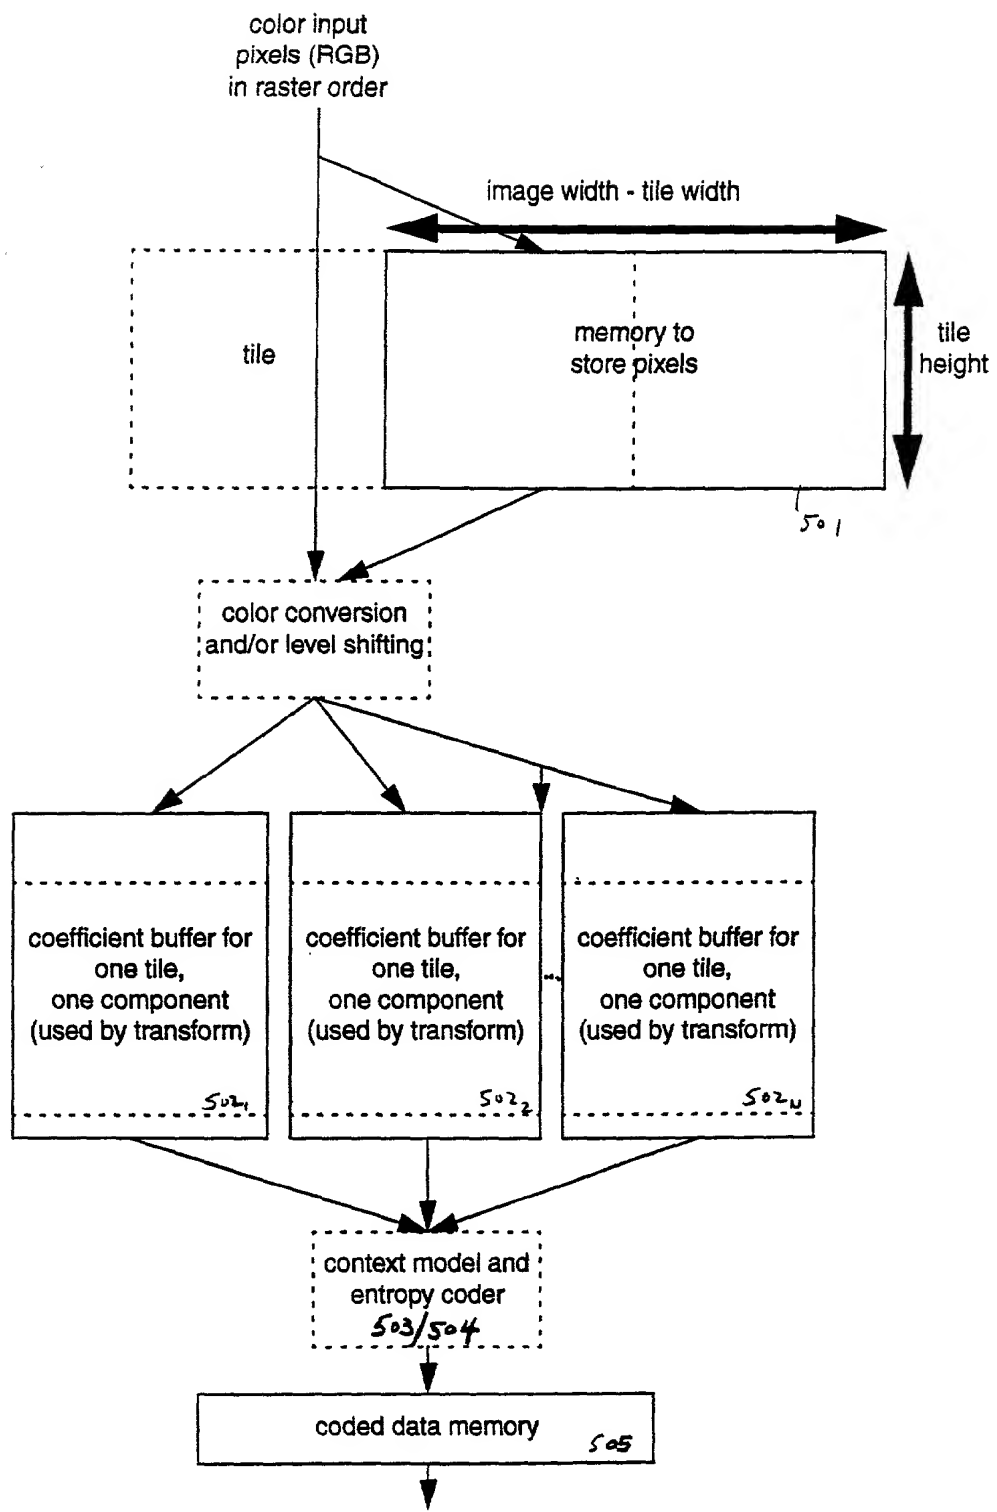 color input
pixels (RGB)
in raster order
image width - tile width
tile
memory to
store pixels
tile
height
501
color conversion
and/or level shifting
coefficient buffer for
one tile,
one component
(used by transform)
502₁
coefficient buffer for
one tile,
one component
(used by transform)
502₂
...
coefficient buffer for
one tile,
one component
(used by transform)
502N
context model and
entropy coder
503/504
coded data memory
505